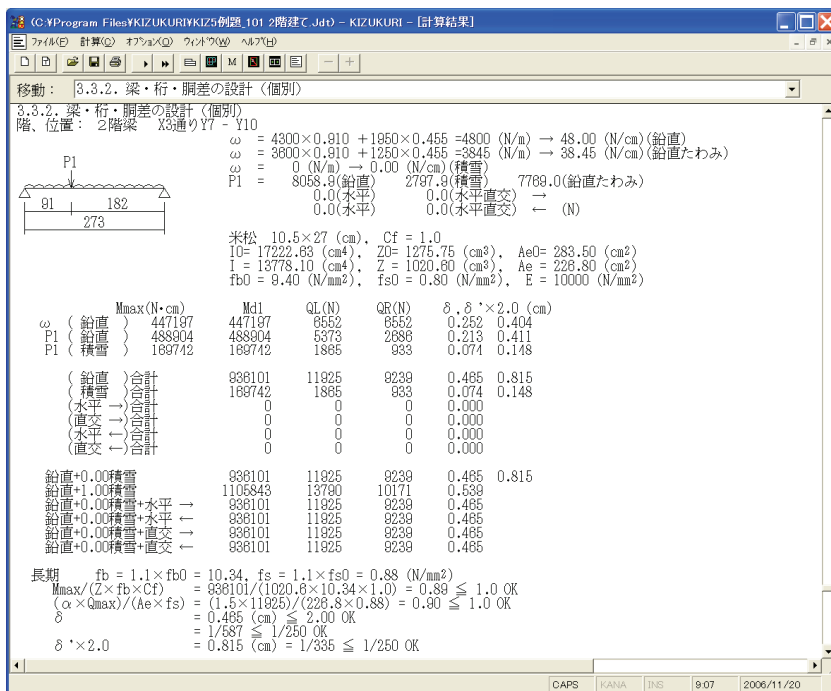 (C:¥Program Files¥KIZUKURI¥KIZ5例題_101 2階建て.Jdt) - KIZUKURI - [計算結果]
ファイル(F) 計算(C) オプション(O) ウィンドウ(W) ヘルプ(H)
M
移動： 3.3.2. 梁・桁・胴差の設計（個別）
3.3.2. 梁・桁・胴差の設計（個別）
階、位置： 2階梁 X3通りY7 - Y10
ω = 4300×0.910 +1950×0.455 =4800 (N/m) → 48.00 (N/cm)(鉛直)
ω = 3600×0.910 +1250×0.455 =3845 (N/m) → 38.45 (N/cm)(鉛直たわみ)
ω = 0 (N/m) → 0.00 (N/cm)(積雪)
P1 = 8058.9(鉛直) 2797.9(積雪) 7769.0(鉛直たわみ)
0.0(水平) 0.0(水平直交) →
0.0(水平) 0.0(水平直交) ← (N)
P1
91 182
273
米松 10.5×27 (cm), Cf = 1.0
I0= 17222.63 (cm⁴), Z0= 1275.75 (cm³), Ae0= 283.50 (cm²)
I = 13778.10 (cm⁴), Z = 1020.60 (cm³), Ae = 226.80 (cm²)
fb0 = 9.40 (N/mm²), fs0 = 0.80 (N/mm²), E = 10000 (N/mm²)
Mmax(N･cm) Md1 QL(N) QR(N) δ,δ'×2.0 (cm)
ω ( 鉛直 ) 447197 447197 6552 6552 0.252 0.404
P1 ( 鉛直 ) 488904 488904 5373 2686 0.213 0.411
P1 ( 積雪 ) 169742 169742 1865 933 0.074 0.148
( 鉛直 )合計 936101 11925 9239 0.465 0.815
( 積雪 )合計 169742 1865 933 0.074 0.148
(水平 →)合計 0 0 0 0.000
(直交 →)合計 0 0 0 0.000
(水平 ←)合計 0 0 0 0.000
(直交 ←)合計 0 0 0 0.000
鉛直+0.00積雪 936101 11925 9239 0.465 0.815
鉛直+1.00積雪 1105843 13790 10171 0.539
鉛直+0.00積雪+水平 → 936101 11925 9239 0.465
鉛直+0.00積雪+水平 ← 936101 11925 9239 0.465
鉛直+0.00積雪+直交 → 936101 11925 9239 0.465
鉛直+0.00積雪+直交 ← 936101 11925 9239 0.465
長期 fb = 1.1×fb0 = 10.34, fs = 1.1×fs0 = 0.88 (N/mm²)
Mmax/(Z×fb×Cf) = 936101/(1020.6×10.34×1.0) = 0.89 ≦ 1.0 OK
(α×Qmax)/(Ae×fs) = (1.5×11925)/(226.8×0.88) = 0.90 ≦ 1.0 OK
δ = 0.465 (cm) ≦ 2.00 OK
= 1/587 ≦ 1/250 OK
δ'×2.0 = 0.815 (cm) = 1/335 ≦ 1/250 OK
CAPS KANA INS 9:07 2006/11/20